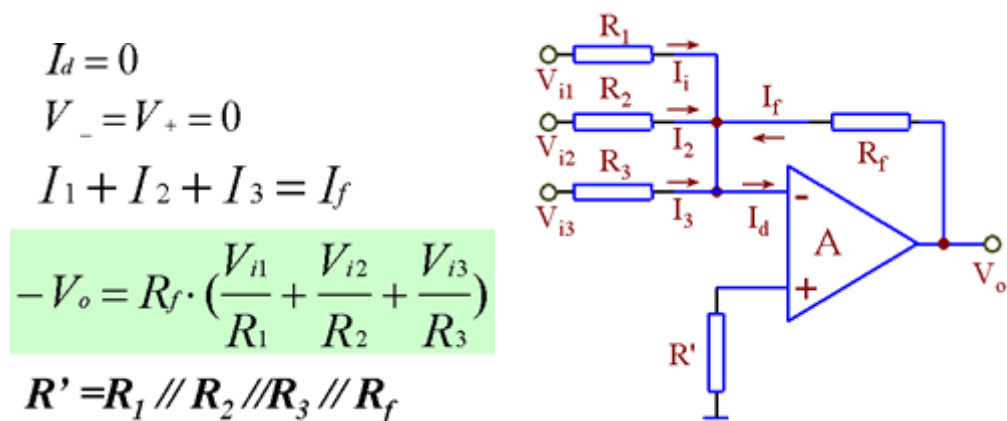 I_d = 0
V_- = V_+ = 0
I_1 + I_2 + I_3 = I_f
-V_o = R_f · (V_i1/R_1 + V_i2/R_2 + V_i3/R_3)
R' = R_1 // R_2 // R_3 // R_f
R_1
V_i1
I_i
R_2
I_f
V_i2
I_2
R_f
R_3
V_i3
I_3
I_d
-
A
+
V_o
R'